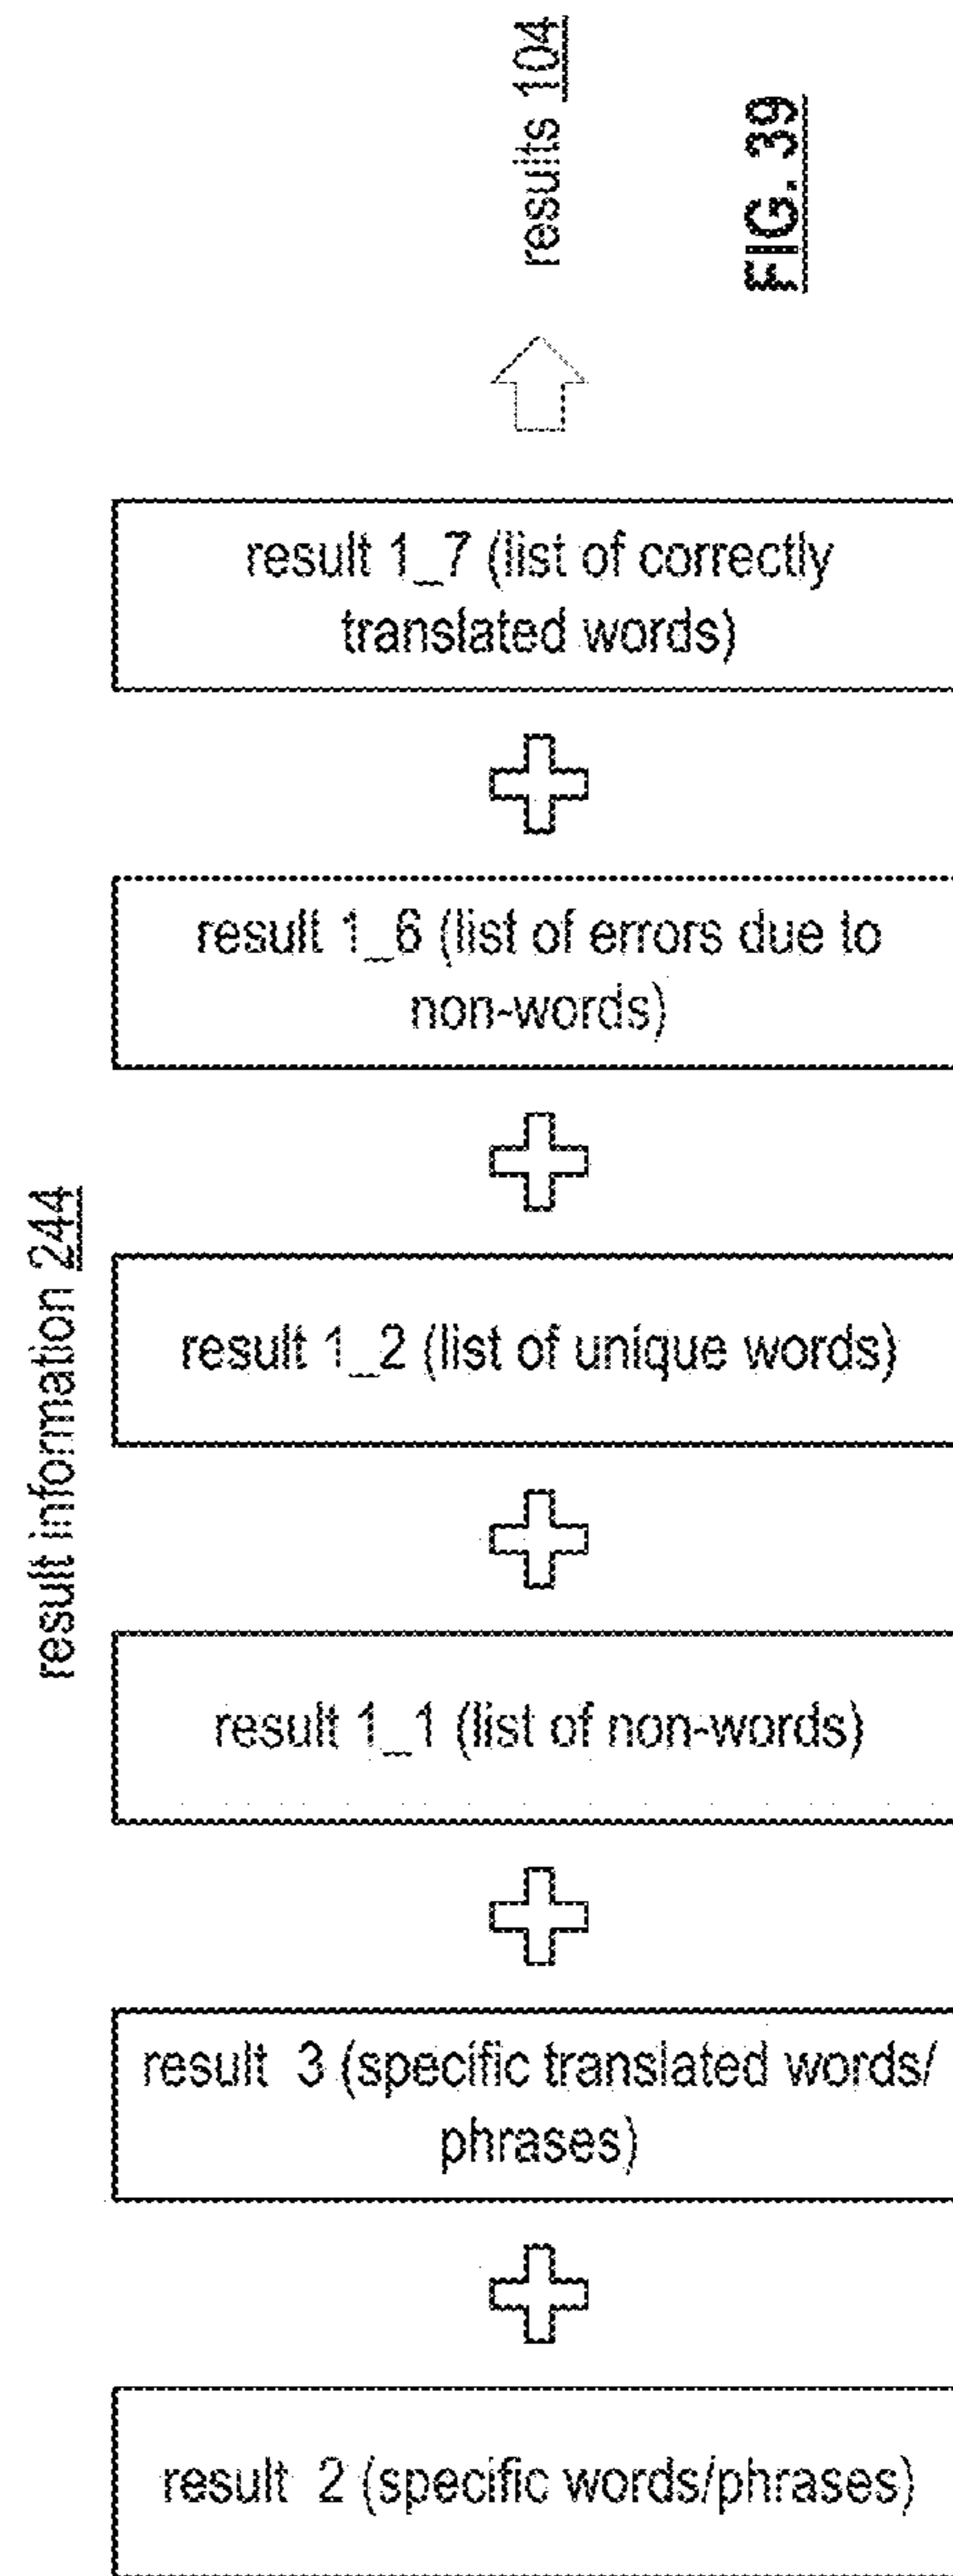 results 104
FIG. 39
result 1_7 (list of correctly
translated words)
result 1_6 (list of errors due to
non-words)
result information 244
result 1_2 (list of unique words)
result 1_1 (list of non-words)
result 3 (specific translated words/
phrases)
result 2 (specific words/phrases)